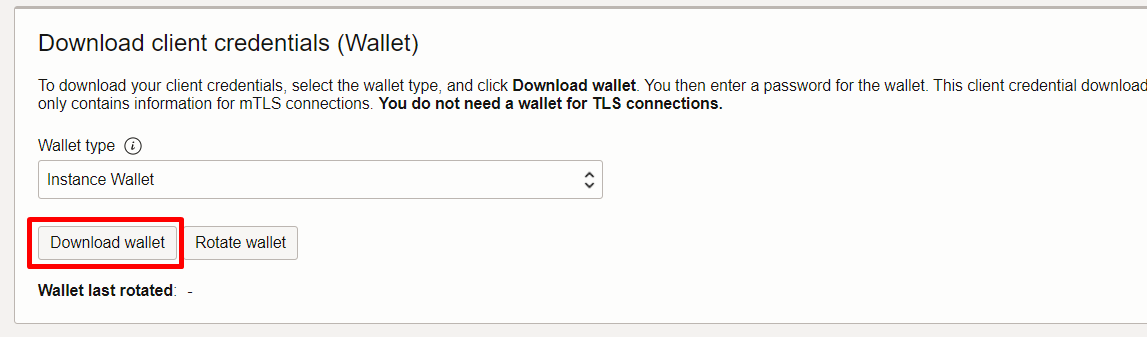 Download client credentials (Wallet)
To download your client credentials, select the wallet type, and click Download wallet. You then enter a password for the wallet. This client credential download
only contains information for mTLS connections. You do not need a wallet for TLS connections.
Wallet type
Instance Wallet
Download wallet Rotate wallet
Wallet last rotated: -